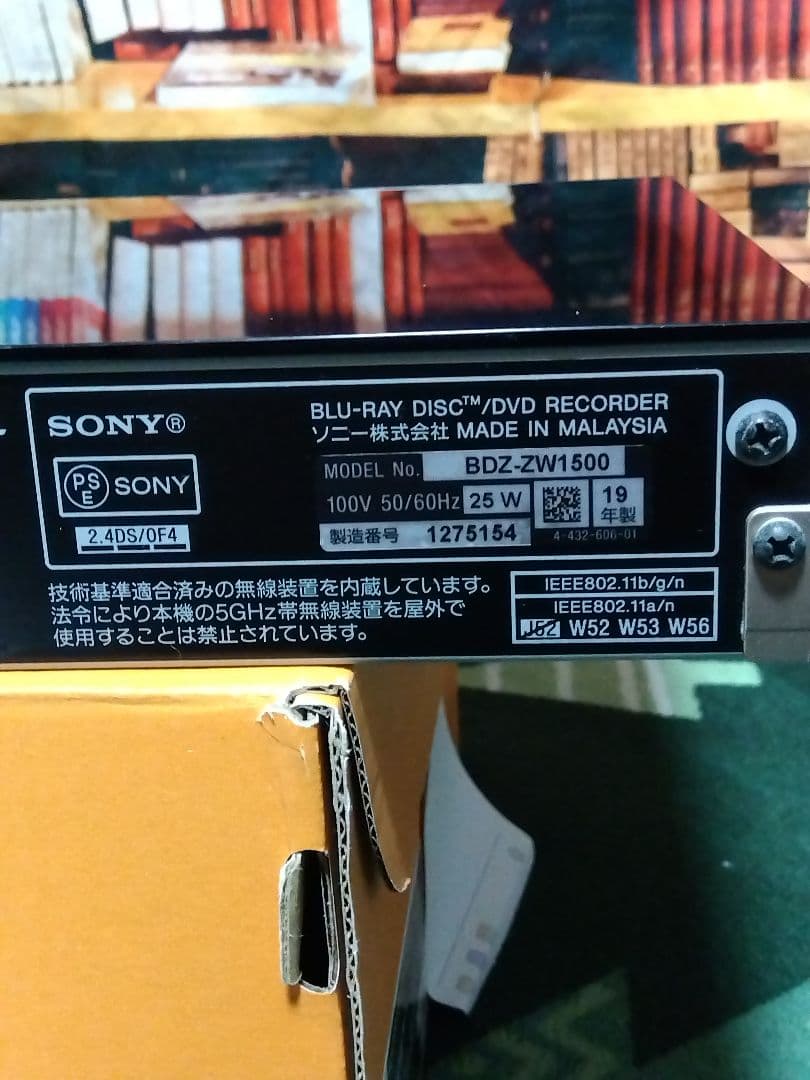 SONY®
BLU-RAY DISC™/DVD RECORDER
ソニー株式会社 MADE IN MALAYSIA
PS
E
SONY
MODEL No. BDZ-ZW1500
100V 50/60Hz 25 W
19
年製
2.4DS/OF4
製造番号 1275154
4-432-606-01
技術基準適合済みの無線装置を内蔵しています。
法令により本機の5GHz帯無線装置を屋外で
使用することは禁止されています。
IEEE802.11b/g/n
IEEE802.11a/n
J52 W52 W53 W56